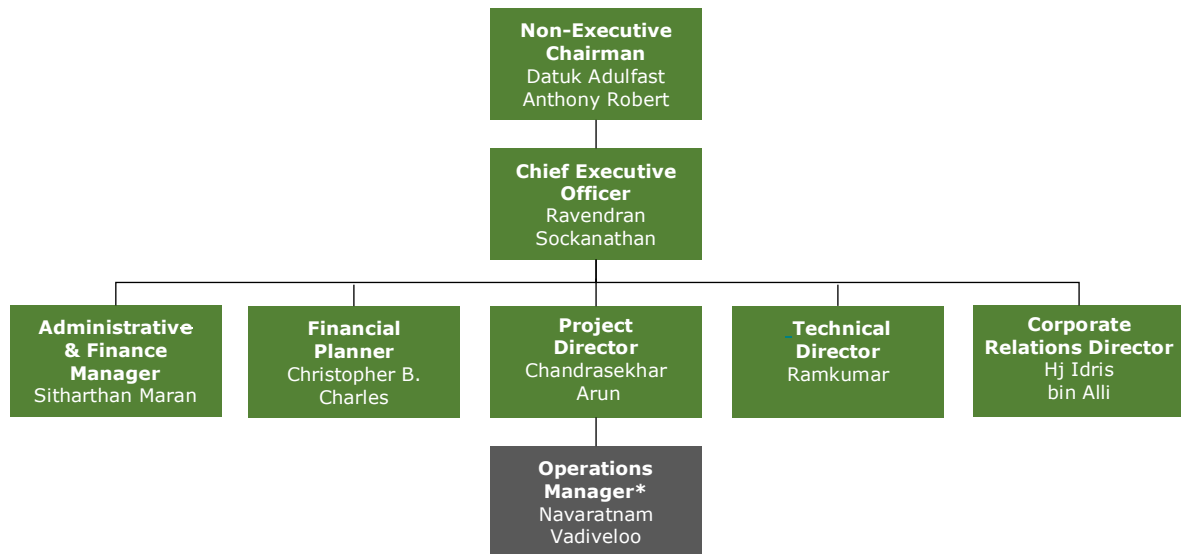 Non-Executive
Chairman
Datuk Adulfast
Anthony Robert
Chief Executive
Officer
Ravendran
Sockanathan
Administrative
& Finance
Manager
Sitharthan Maran
Financial
Planner
Christopher B.
Charles
Project
Director
Chandrasekhar
Arun
Technical
Director
Ramkumar
Corporate
Relations Director
Hj Idris
bin Alli
Operations
Manager*
Navaratnam
Vadiveloo